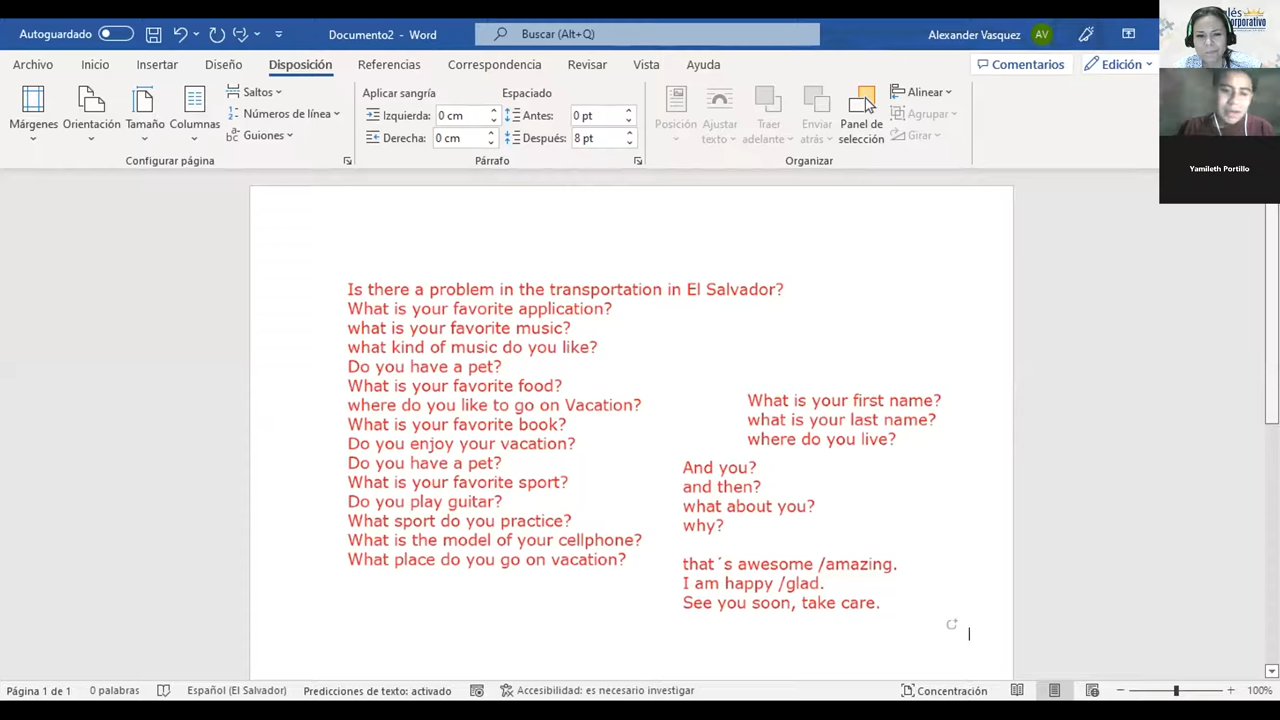 Autoguardado
Documento2 - Word
Buscar (Alt+Q)
Alexander Vasquez
AV
Archivo
Inicio
Insertar
Diseño
Disposición
Referencias
Correspondencia
Revisar
Vista
Ayuda
Comentarios
Edición
Márgenes
Orientación
Tamaño
Columnas
Saltos
Números de línea
Guiones
Configurar página
Aplicar sangría
Izquierda: 0 cm
Derecha: 0 cm
Espaciado
Antes: 0 pt
Después: 8 pt
Párrafo
Posición
Ajustar texto
Traer adelante
Enviar atrás
Panel de selección
Alinear
Agrupar
Girar
Organizar
Corporativo
Yamileth Portillo
Is there a problem in the transportation in El Salvador?
What is your favorite application?
what is your favorite music?
what kind of music do you like?
Do you have a pet?
What is your favorite food?
where do you like to go on Vacation?
What is your favorite book?
Do you enjoy your vacation?
Do you have a pet?
What is your favorite sport?
Do you play guitar?
What sport do you practice?
What is the model of your cellphone?
What place do you go on vacation?
What is your first name?
what is your last name?
where do you live?
And you?
and then?
what about you?
why?
that´s awesome /amazing.
I am happy /glad.
See you soon, take care.
Página 1 de 1
0 palabras
Español (El Salvador)
Predicciones de texto: activado
Accesibilidad: es necesario investigar
Concentración
100%